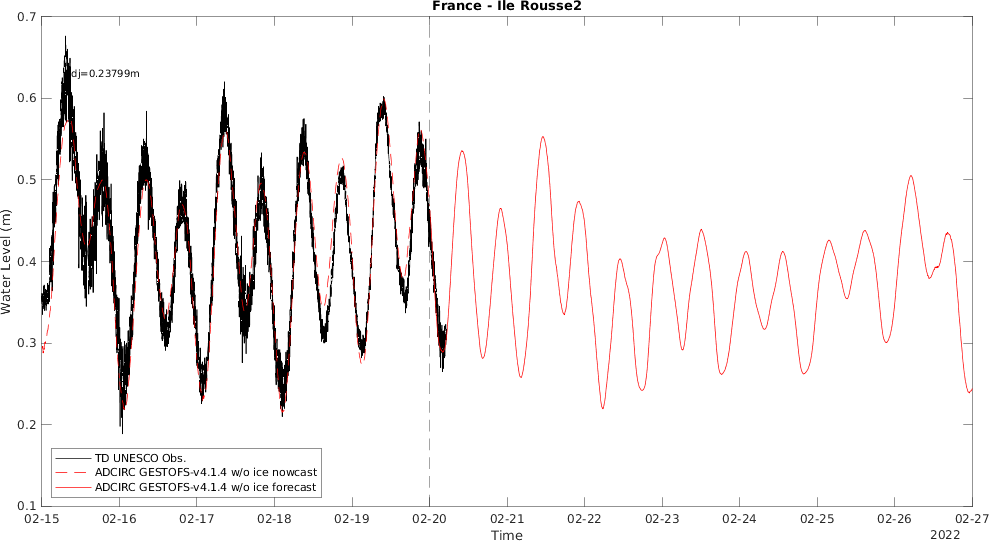 France - Ile Rousse2
0.7
0.6
0.5
0.4
0.3
0.2
0.1
Water Level (m)
dj=0.23799m
TD UNESCO Obs.
ADCIRC GESTOFS-v4.1.4 w/o ice nowcast
ADCIRC GESTOFS-v4.1.4 w/o ice forecast
02-15 02-16 02-17 02-18 02-19 02-20 02-21 02-22 02-23 02-24 02-25 02-26 02-27
Time
2022